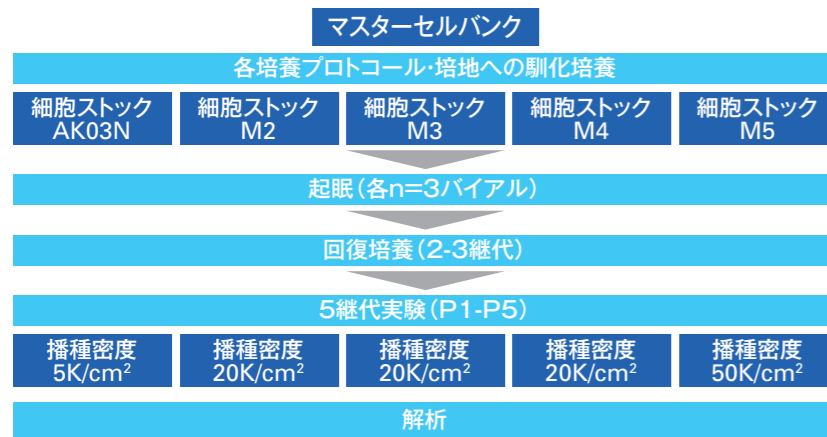 マスターセルバンク
各培養プロトコール・培地への馴化培養
細胞ストック
AK03N
細胞ストック
M2
細胞ストック
M3
細胞ストック
M4
細胞ストック
M5
起眠（各n＝3バイアル）
回復培養（2-3継代）
5継代実験（P1-P5）
播種密度
5K/cm²
播種密度
20K/cm²
播種密度
20K/cm²
播種密度
20K/cm²
播種密度
50K/cm²
解析